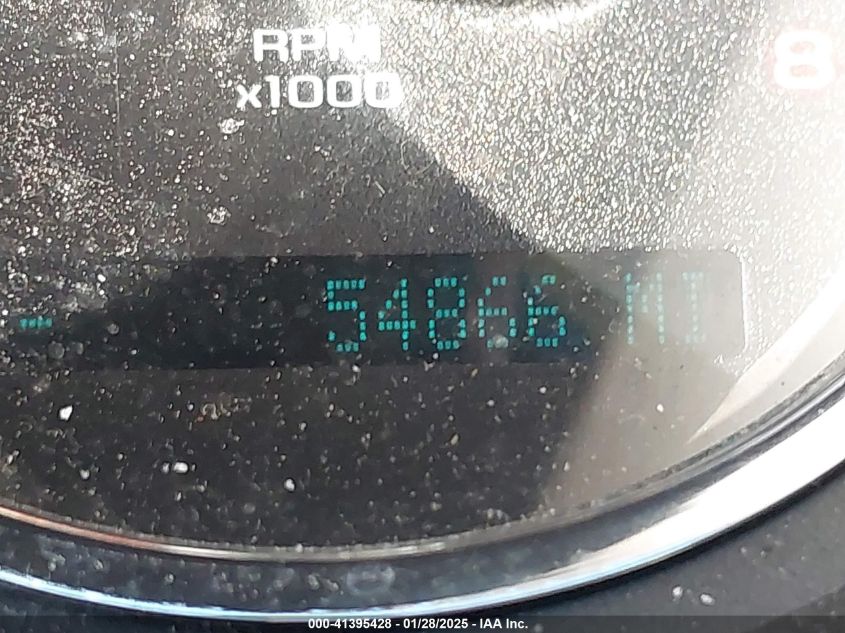 RPM
x1000
8
- 54866 MI
000-41395428 - 01/28/2025 - IAA Inc.